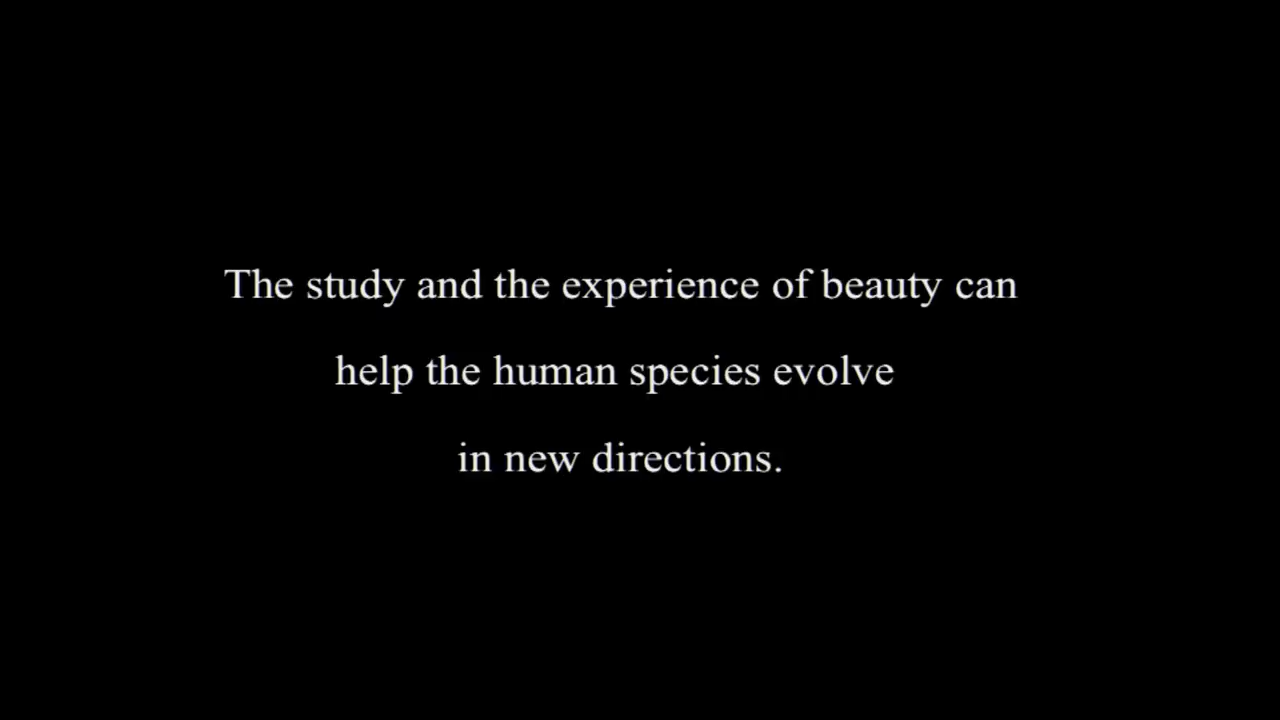 The study and the experience of beauty can
help the human species evolve
in new directions.